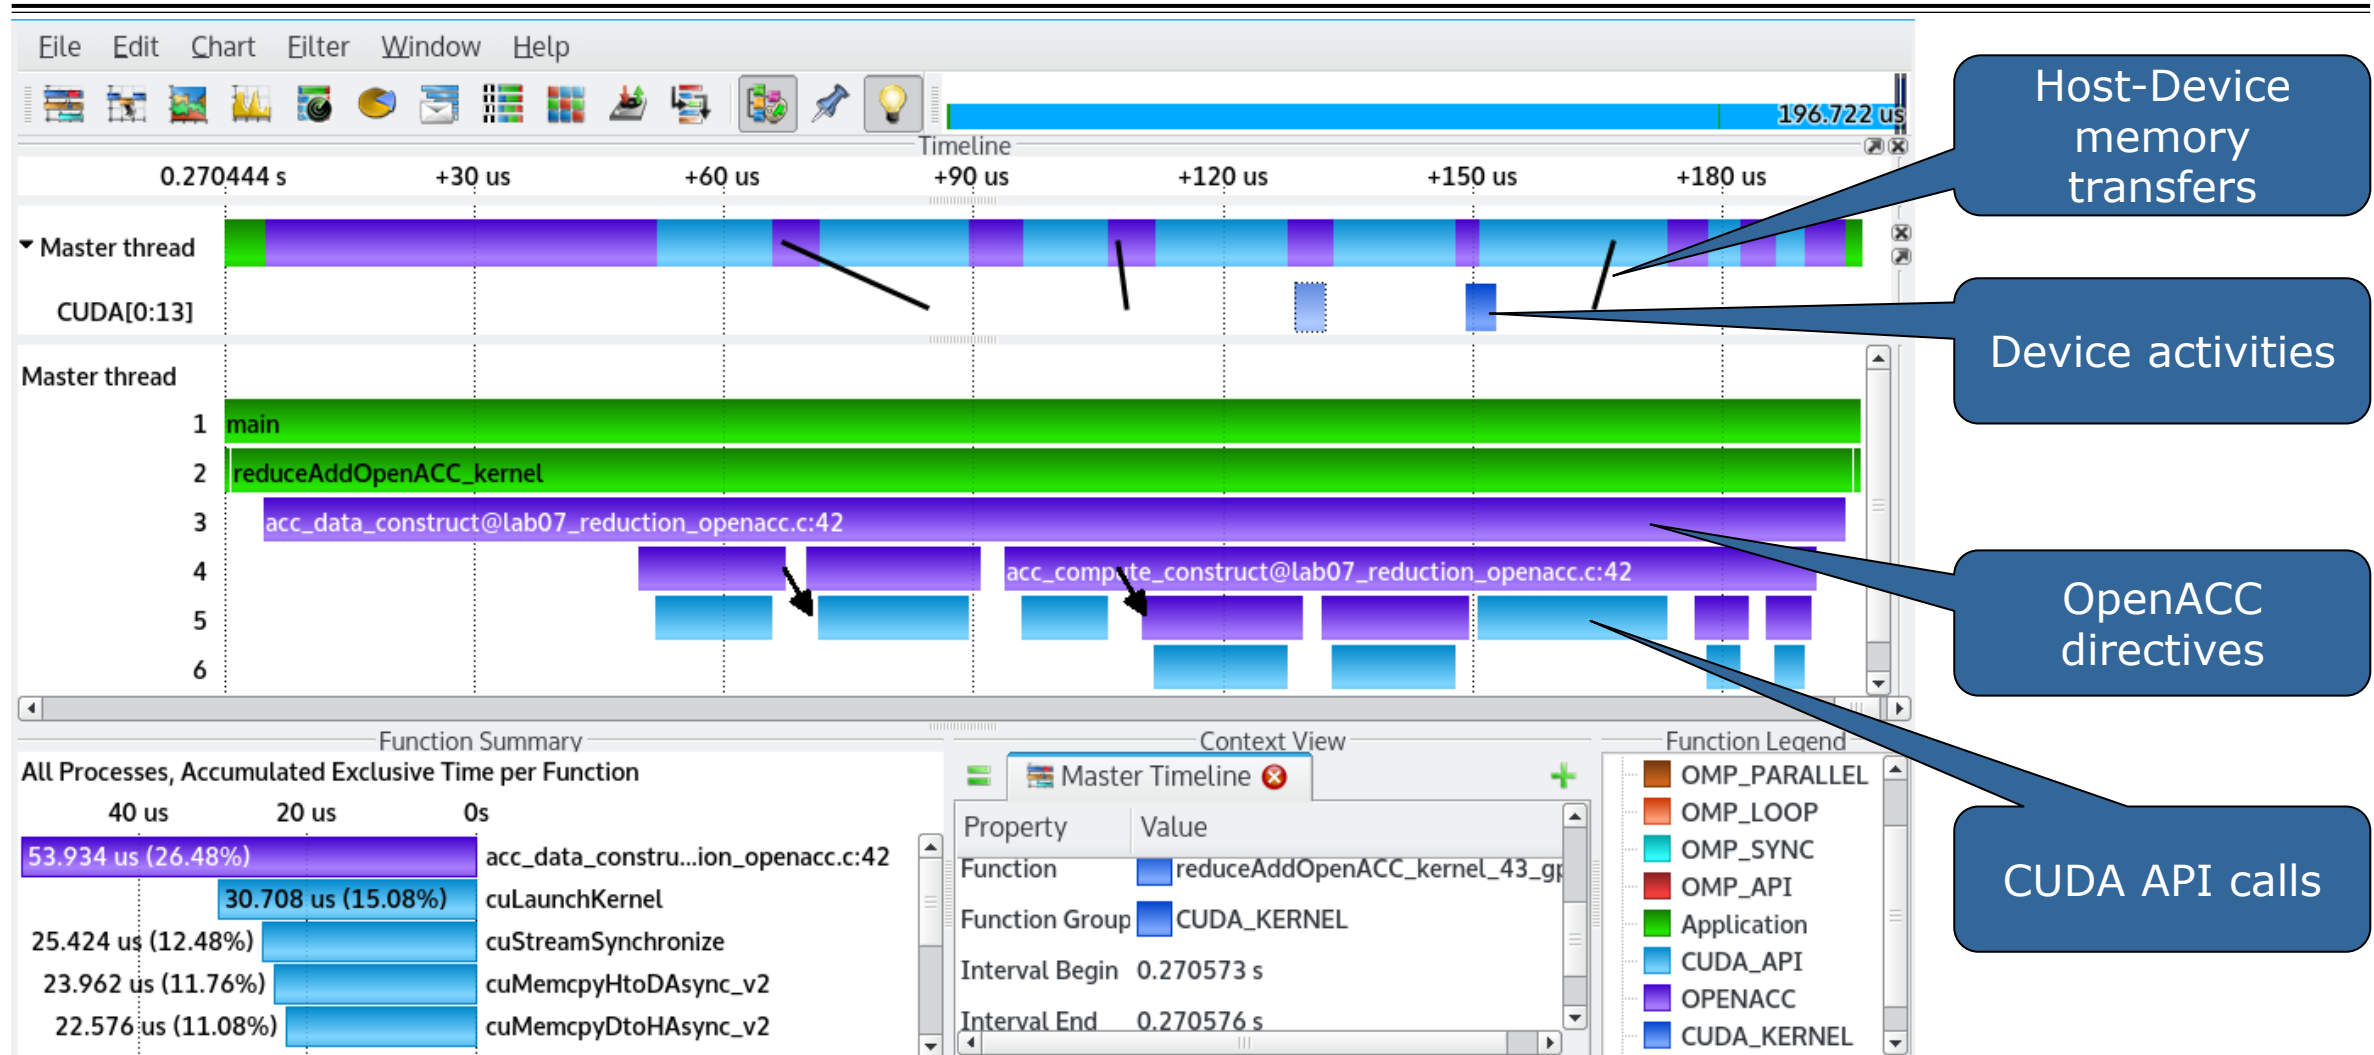 File Edit Chart Filter Window Help
196.722 us
Timeline
0.270444 s +30 us +60 us +90 us +120 us +150 us +180 us
Master thread
CUDA[0:13]
Master thread
1 main
2 reduceAddOpenACC_kernel
3 acc_data_construct@lab07_reduction_openacc.c:42
4 acc_compute_construct@lab07_reduction_openacc.c:42
5
6
Host-Device
memory
transfers
Device activities
OpenACC
directives
CUDA API calls
Function Summary
All Processes, Accumulated Exclusive Time per Function
40 us 20 us 0s
53.934 us (26.48%) acc_data_constru...ion_openacc.c:42
30.708 us (15.08%) cuLaunchKernel
25.424 us (12.48%) cuStreamSynchronize
23.962 us (11.76%) cuMemcpyHtoDAsync_v2
22.576 us (11.08%) cuMemcpyDtoHAsync_v2
Context View
Master Timeline
Property Value
Function reduceAddOpenACC_kernel_43_gp
Function Group CUDA_KERNEL
Interval Begin 0.270573 s
Interval End 0.270576 s
Function Legend
OMP_PARALLEL
OMP_LOOP
OMP_SYNC
OMP_API
Application
CUDA_API
OPENACC
CUDA_KERNEL